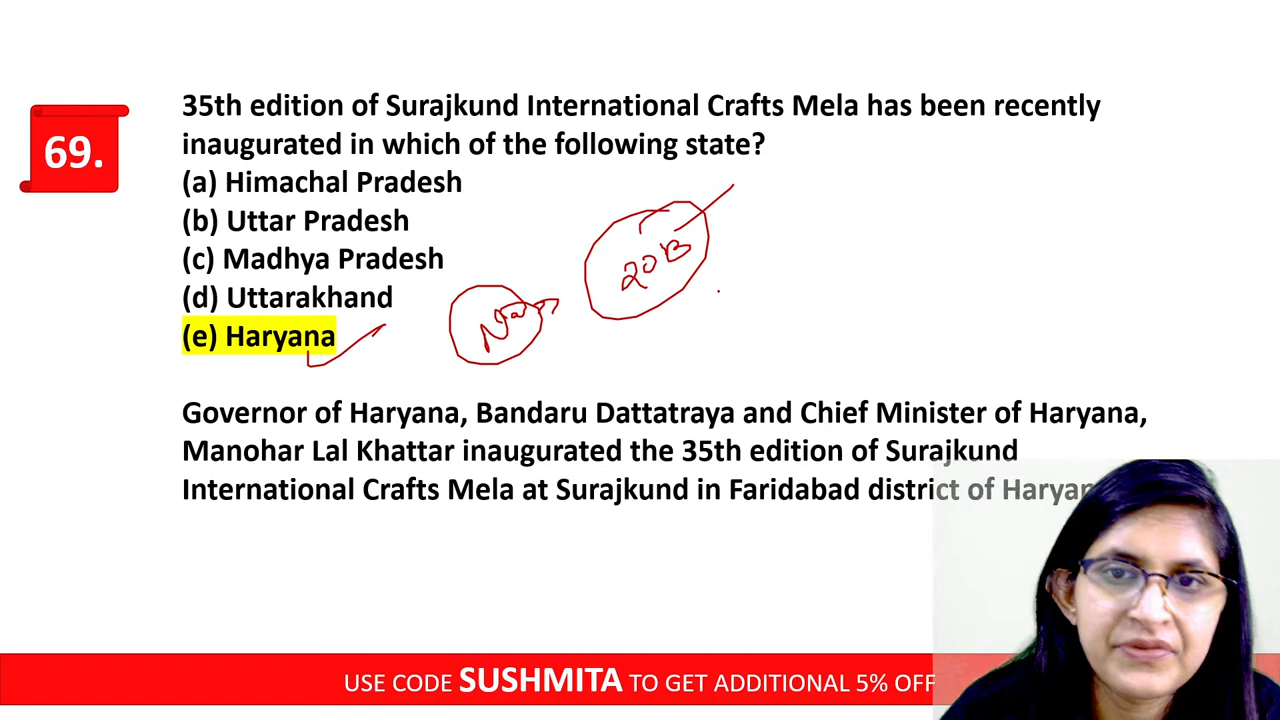 69.
35th edition of Surajkund International Crafts Mela has been recently
inaugurated in which of the following state?
(a) Himachal Pradesh
(b) Uttar Pradesh
(c) Madhya Pradesh
(d) Uttarakhand
(e) Haryana
Governor of Haryana, Bandaru Dattatraya and Chief Minister of Haryana,
Manohar Lal Khattar inaugurated the 35th edition of Surajkund
International Crafts Mela at Surajkund in Faridabad district of
USE CODE SUSHMITA TO GET ADDITIONAL 5% OFF